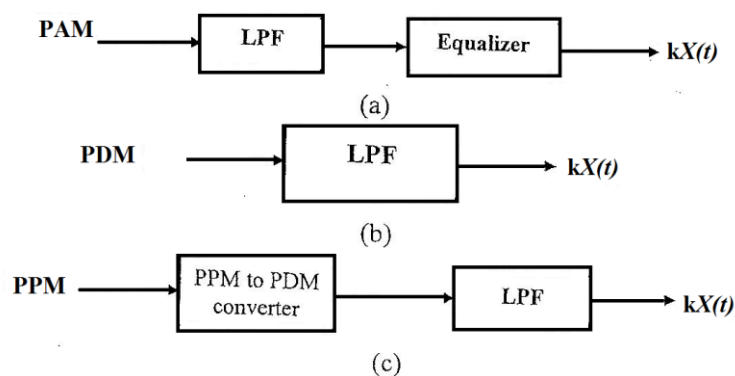 PAM LPF Equalizer kX(t)
(a)
PDM LPF kX(t)
(b)
PPM PPM to PDM converter LPF kX(t)
(c)